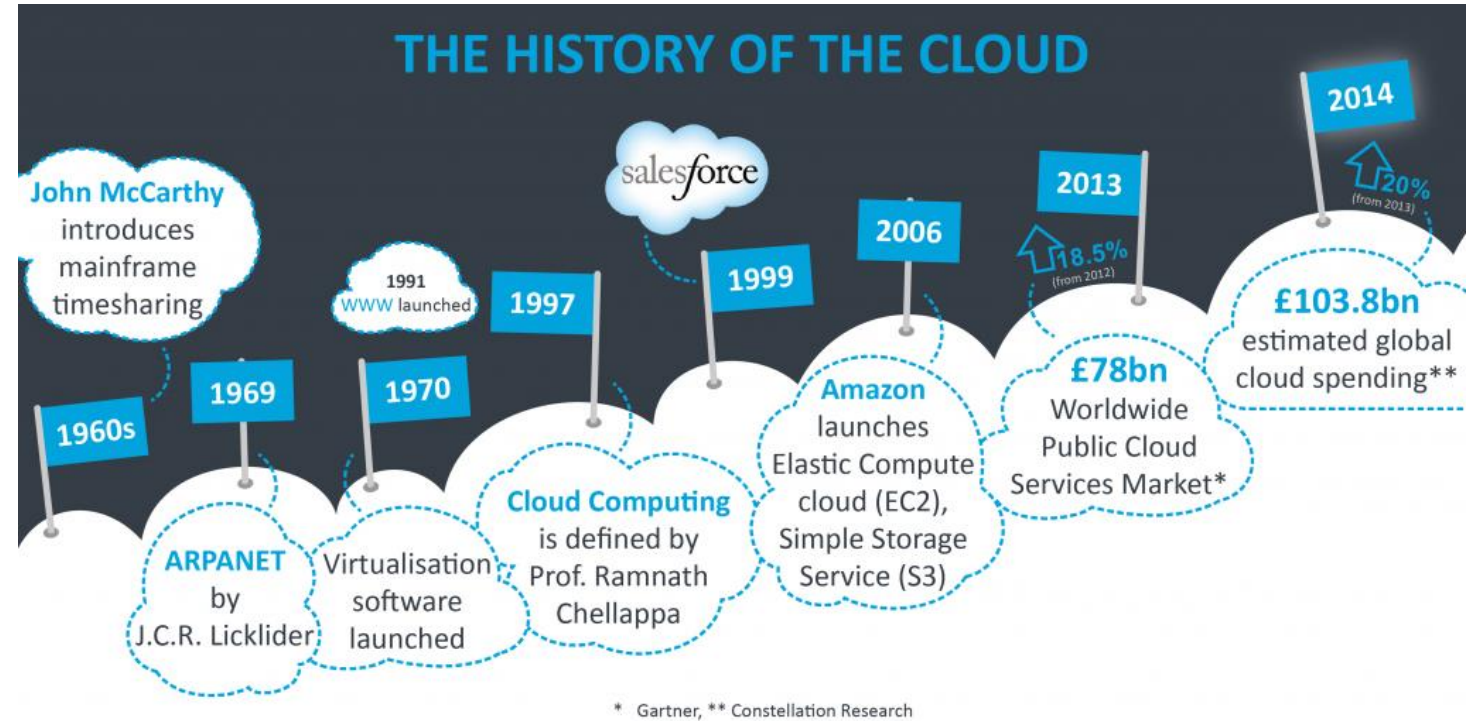 THE HISTORY OF THE CLOUD
John McCarthy
introduces
mainframe
timesharing
1960s
1969
ARPANET
by
J.C.R. Licklider
1970
Virtualisation
software
launched
1991
WWW launched
1997
Cloud Computing
is defined by
Prof. Ramnath
Chellappa
salesforce
1999
2006
Amazon
launches
Elastic Compute
cloud (EC2),
Simple Storage
Service (S3)
2013
18.5%
(from 2012)
£78bn
Worldwide
Public Cloud
Services Market*
2014
20%
(from 2013)
£103.8bn
estimated global
cloud spending**
* Gartner, ** Constellation Research